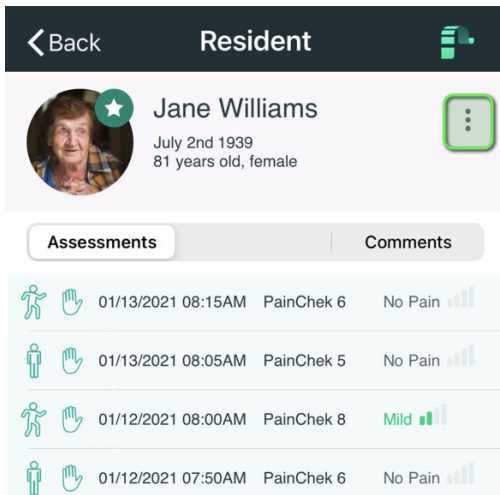 Back Resident
Jane Williams
July 2nd 1939
81 years old, female
Assessments Comments
01/13/2021 08:15AM PainChek 6 No Pain
01/13/2021 08:05AM PainChek 5 No Pain
01/12/2021 08:00AM PainChek 8 Mild
01/12/2021 07:50AM PainChek 6 No Pain